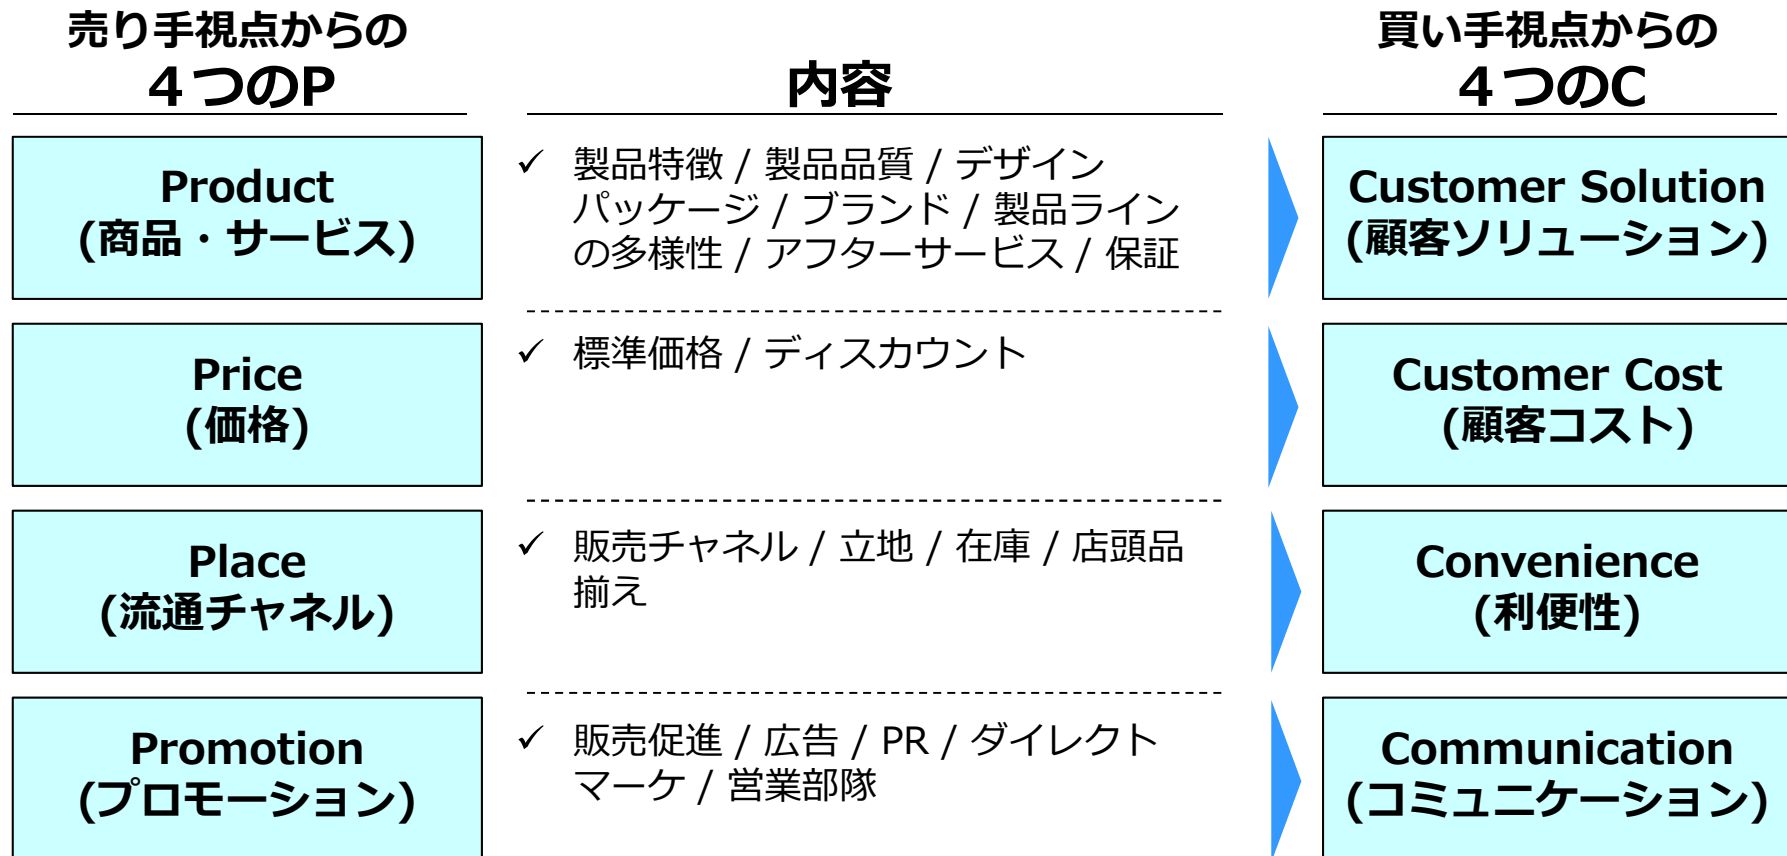 売り手視点からの
４つのP
内容
買い手視点からの
４つのC
Product
(商品・サービス)
✓ 製品特徴 / 製品品質 / デザイン
パッケージ / ブランド / 製品ライン
の多様性 / アフターサービス / 保証
Customer Solution
(顧客ソリューション)
Price
(価格)
✓ 標準価格 / ディスカウント
Customer Cost
(顧客コスト)
Place
(流通チャネル)
✓ 販売チャネル / 立地 / 在庫 / 店頭品
揃え
Convenience
(利便性)
Promotion
(プロモーション)
✓ 販売促進 / 広告 / PR / ダイレクト
マーケ / 営業部隊
Communication
(コミュニケーション)